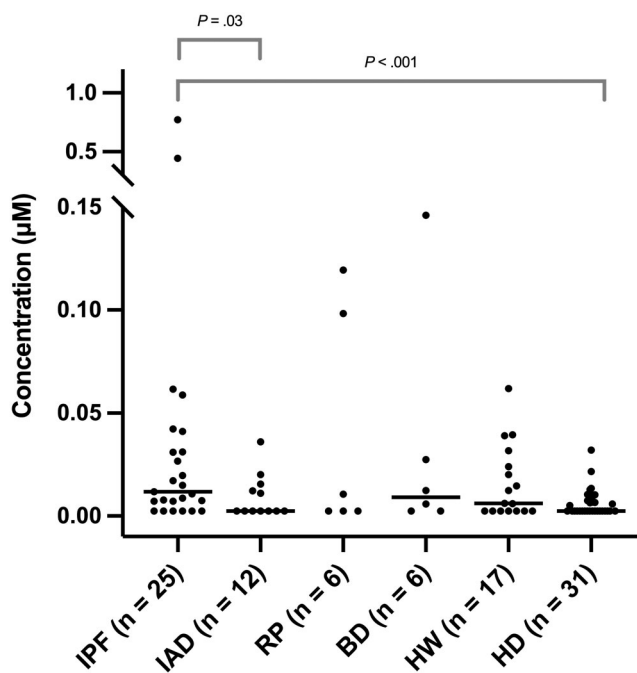 P = .03
P < .001
1.0
0.5
0.15
0.10
0.05
0.00
Concentration (μM)
IPF (n = 25)
IAD (n = 12)
RP (n = 6)
BD (n = 6)
HW (n = 17)
HD (n = 31)